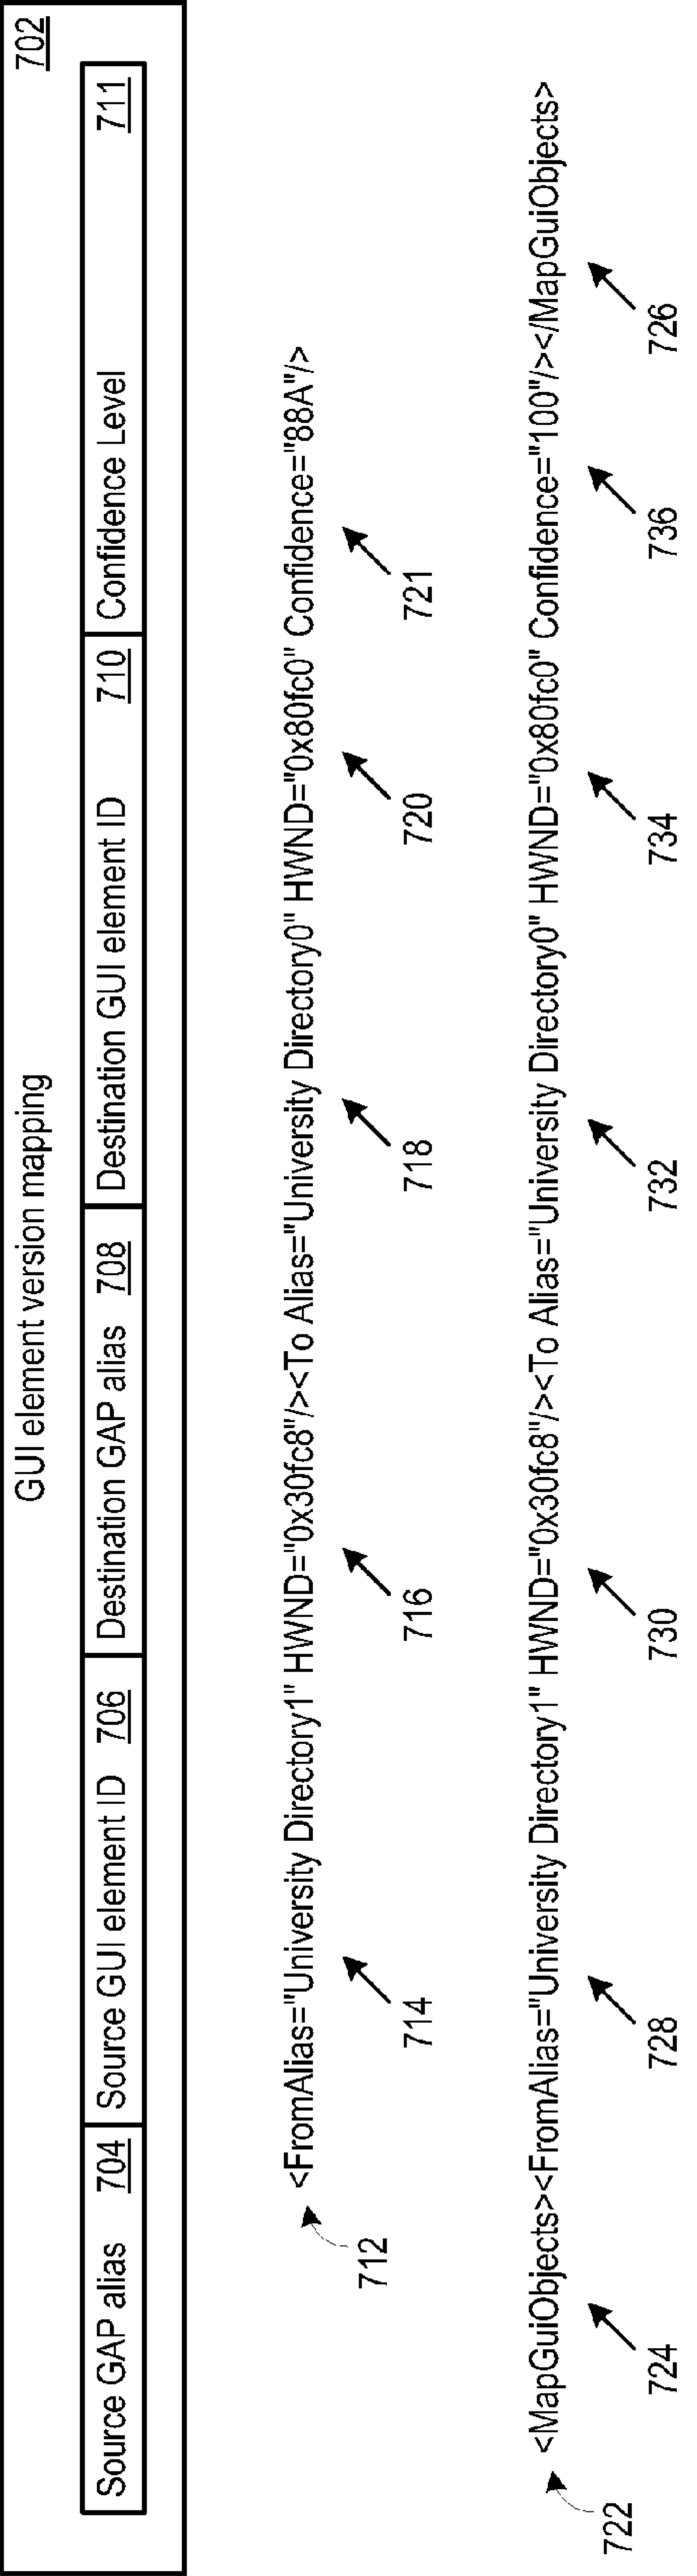 GUI element version mapping 702
Source GAP alias 704 Source GUI element ID 706 Destination GAP alias 708 Destination GUI element ID 710 Confidence Level 711
712 <FromAlias="University Directory1" HWND="0x30fc8"/><To Alias="University Directory0" HWND="0x80fc0" Confidence="88A"/>
714 716 718 720 721
722 <MapGuiObjects><FromAlias="University Directory1" HWND="0x30fc8"/><To Alias="University Directory0" HWND="0x80fc0" Confidence="100"/></MapGuiObjects>
724 728 730 732 734 736 726